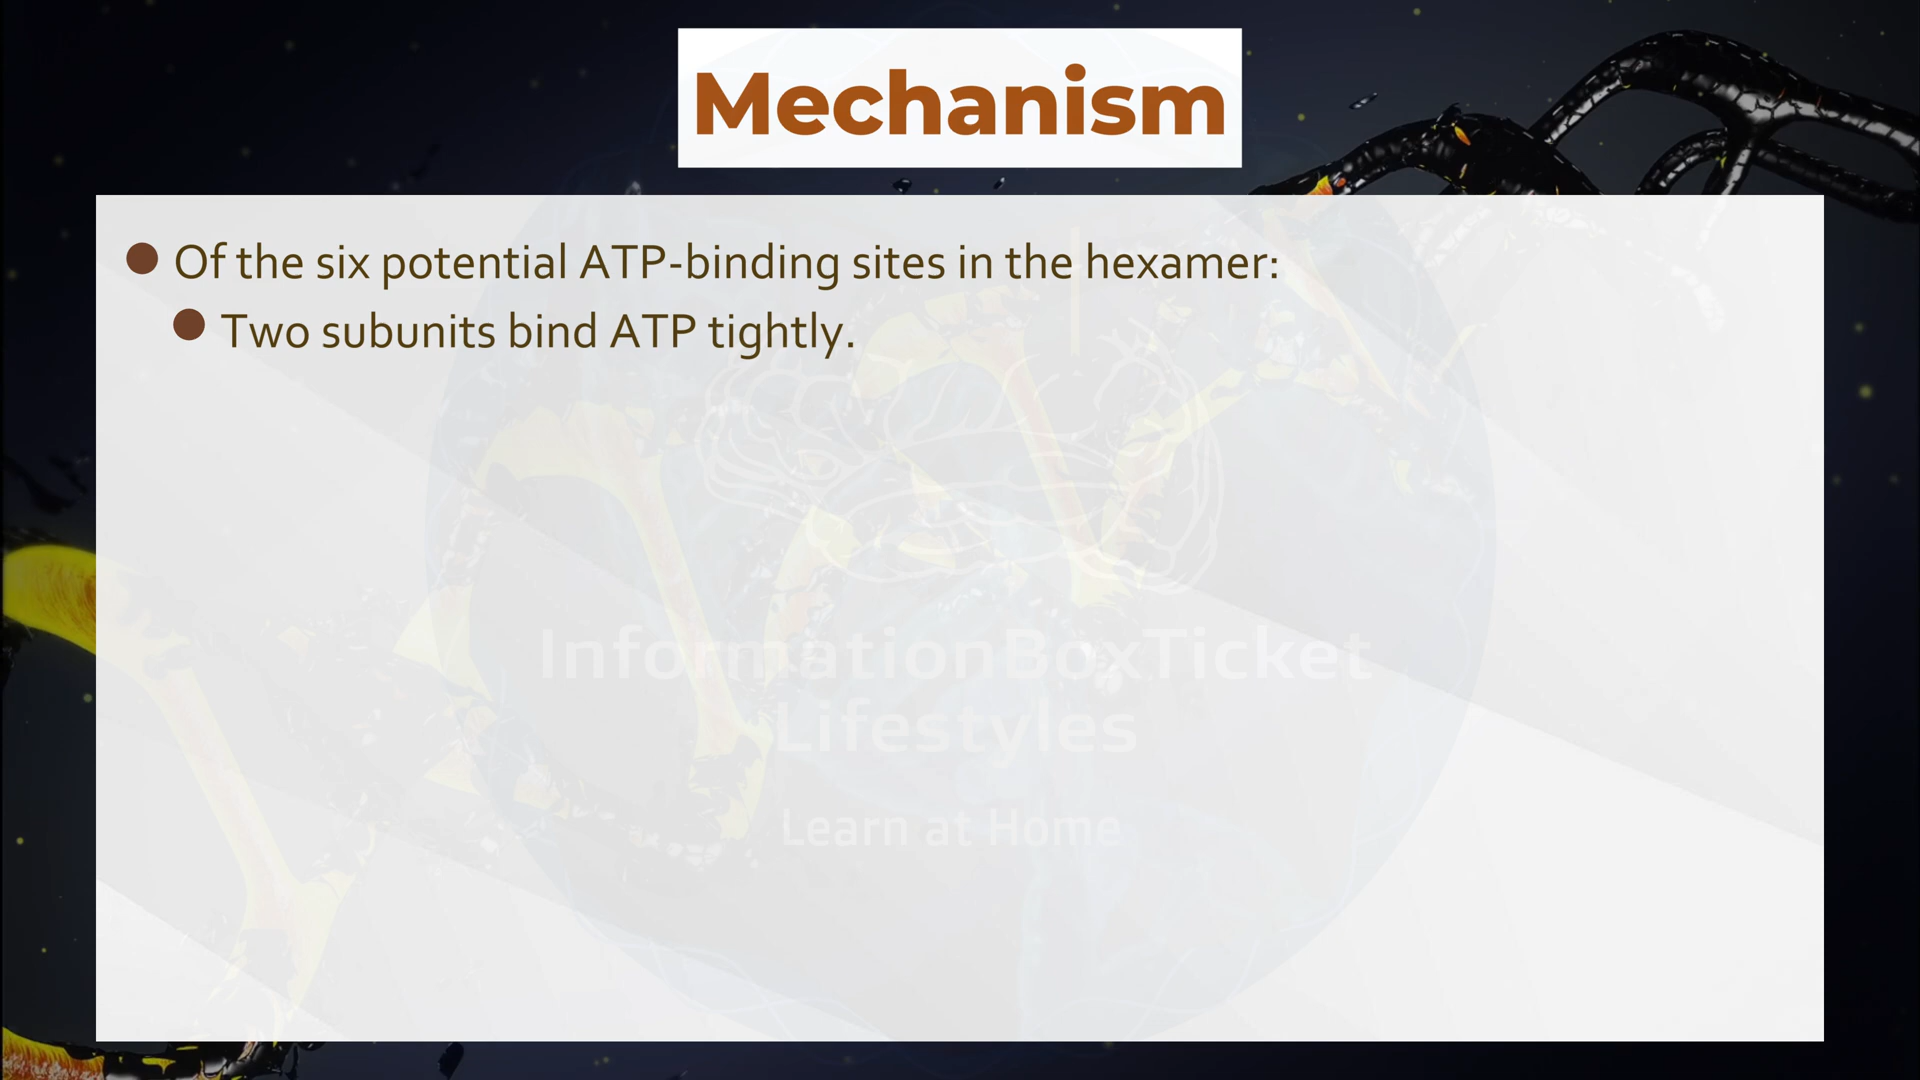 Mechanism
Of the six potential ATP-binding sites in the hexamer:
Two subunits bind ATP tightly.
InformationBoxTicket
Lifestyles
Learn at Home